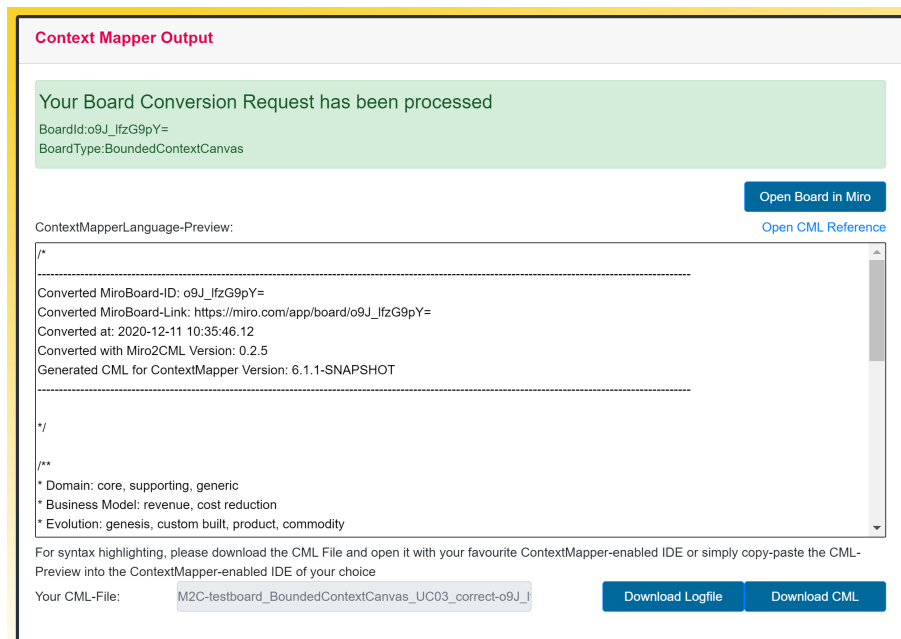 Context Mapper Output
Your Board Conversion Request has been processed
BoardId:o9J_lfzG9pY=
BoardType:BoundedContextCanvas
Open Board in Miro
ContextMapperLanguage-Preview:
Open CML Reference
/*
------------------------------------------------------------------------------------------------------------------------------------------------------
Converted MiroBoard-ID: o9J_lfzG9pY=
Converted MiroBoard-Link: https://miro.com/app/board/o9J_lfzG9pY=
Converted at: 2020-12-11 10:35:46.12
Converted with Miro2CML Version: 0.2.5
Generated CML for ContextMapper Version: 6.1.1-SNAPSHOT
------------------------------------------------------------------------------------------------------------------------------------------------------
*/
/**
* Domain: core, supporting, generic
* Business Model: revenue, cost reduction
* Evolution: genesis, custom built, product, commodity
For syntax highlighting, please download the CML File and open it with your favourite ContextMapper-enabled IDE or simply copy-paste the CML-
Preview into the ContextMapper-enabled IDE of your choice
Your CML-File:
M2C-testboard_BoundedContextCanvas_UC03_correct-o9J_l
Download Logfile
Download CML